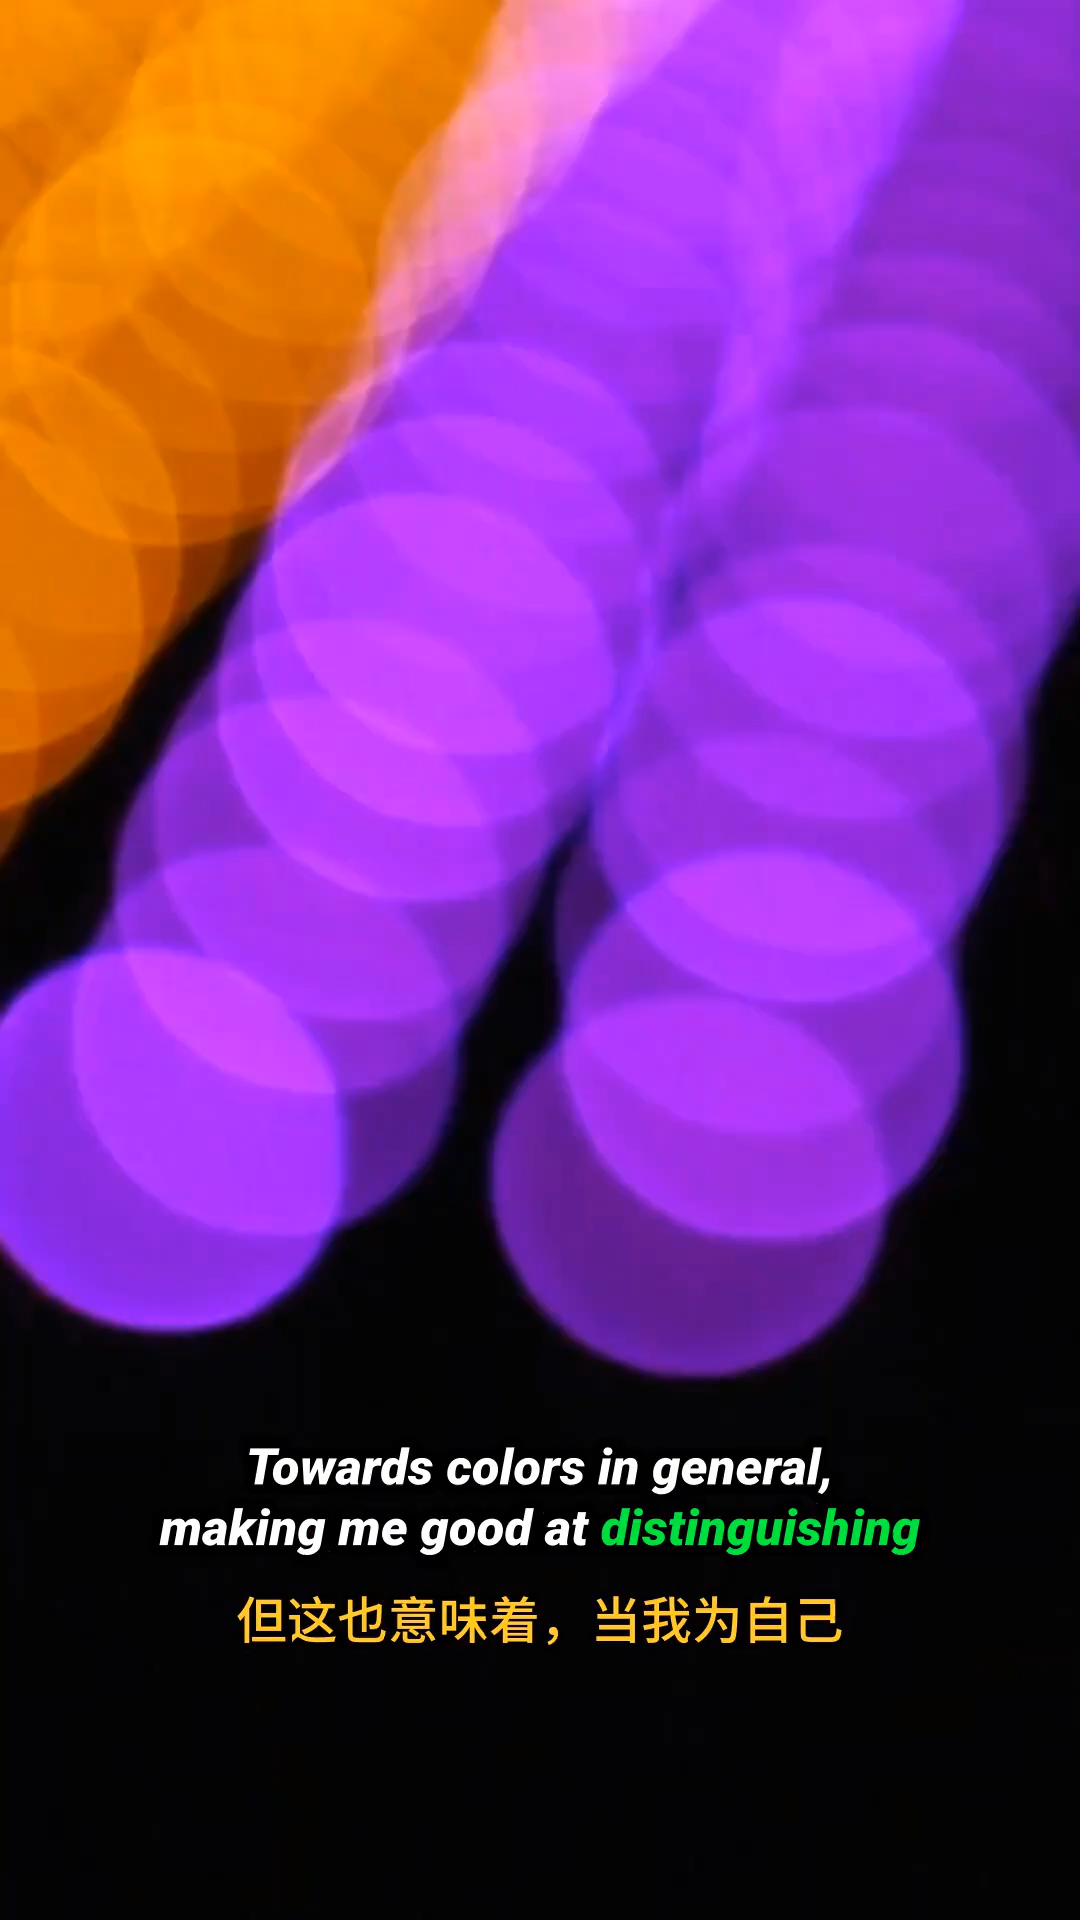 Towards colors in general,
making me good at distinguishing
但这也意味着，当我为自己